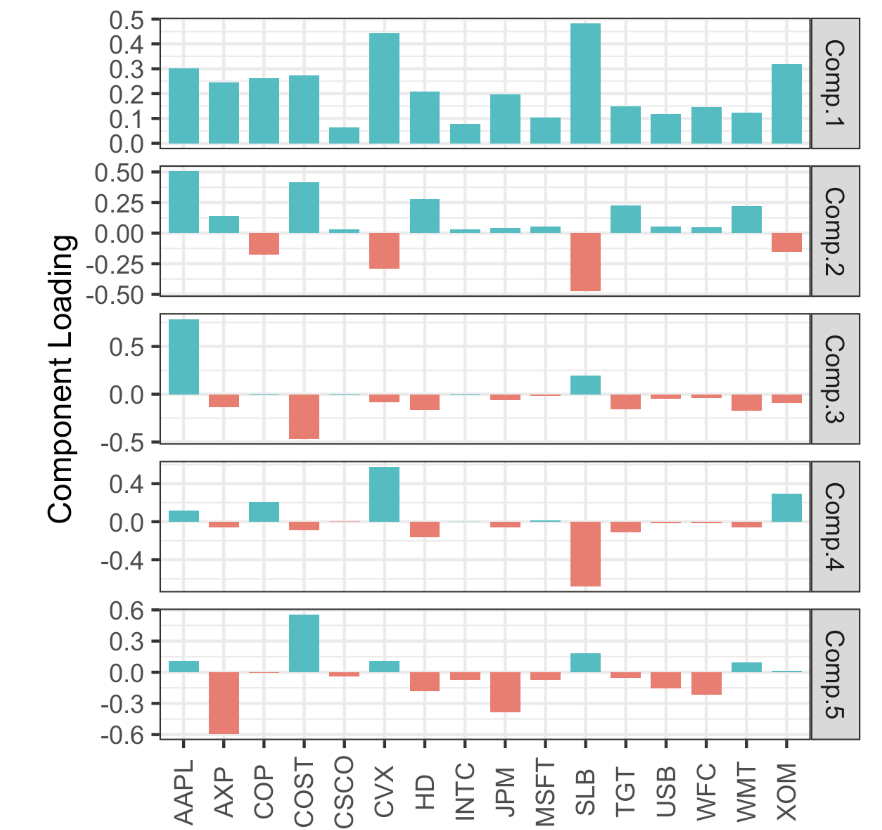 0.5
0.4
0.3
0.2
0.1
0.0
Comp.1
0.50
0.25
0.00
-0.25
-0.50
Comp.2
0.5
0.0
-0.5
Comp.3
0.4
0.0
-0.4
Comp.4
0.6
0.3
0.0
-0.3
-0.6
Comp.5
Component Loading
AAPL
AXP
COP
COST
CSCO
CVX
HD
INTC
JPM
MSFT
SLB
TGT
USB
WFC
WMT
XOM